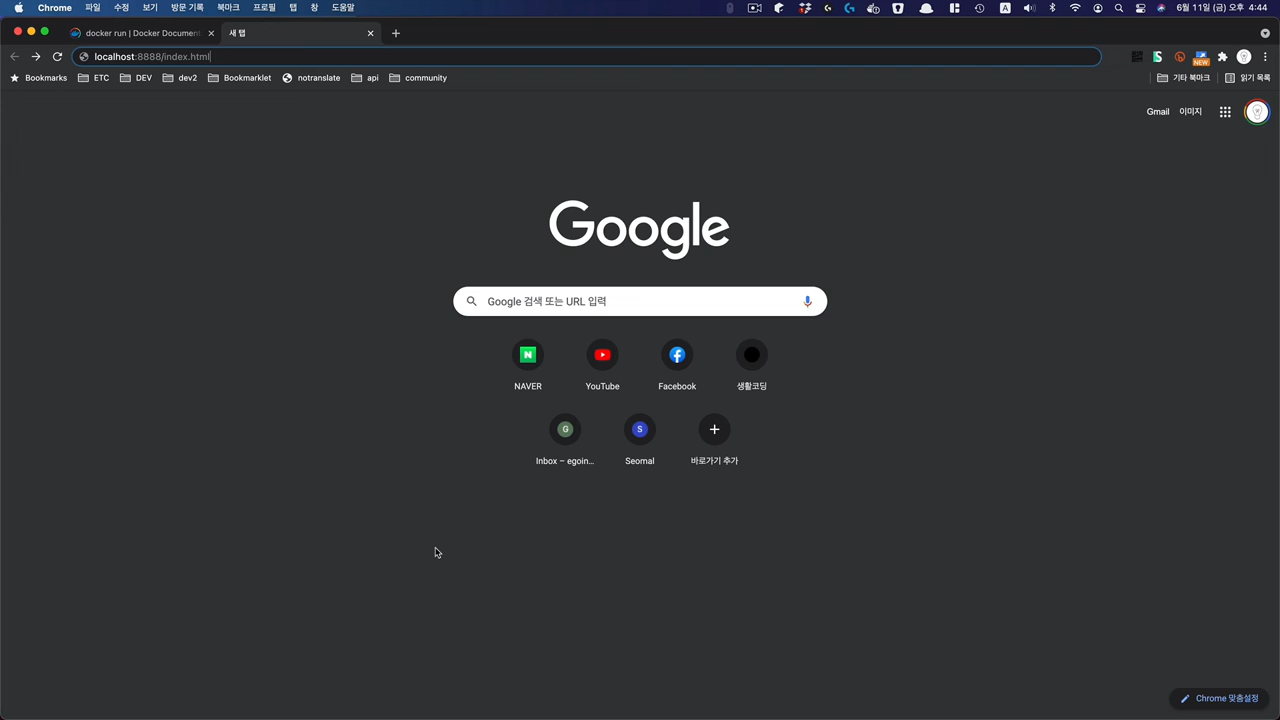 Chrome 파일 수정 보기 방문 기록 북마크 프로필 탭 창 도움말 A 6월 11일 (금) 오후 4:44
docker run | Docker Document 새 탭
localhost:8888/index.html
NEW
Bookmarks ETC DEV dev2 Bookmarklet notranslate api community 기타 북마크 읽기 목록
Gmail 이미지
Google
Google 검색 또는 URL 입력
N
NAVER YouTube Facebook 생활코딩
G S
Inbox – egoin... Seomal 바로가기 추가
Chrome 맞춤설정